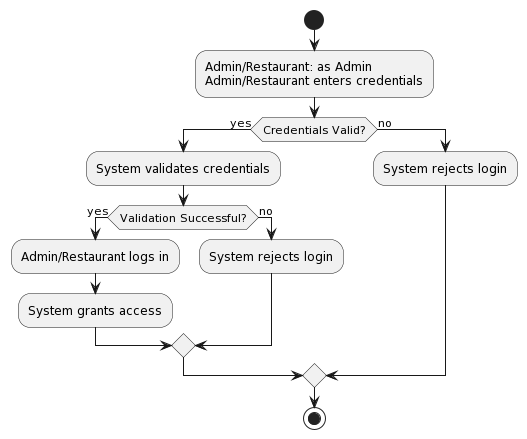 Admin/Restaurant: as Admin
Admin/Restaurant enters credentials
yes
Credentials Valid?
no
System validates credentials
System rejects login
yes
Validation Successful?
no
Admin/Restaurant logs in
System rejects login
System grants access